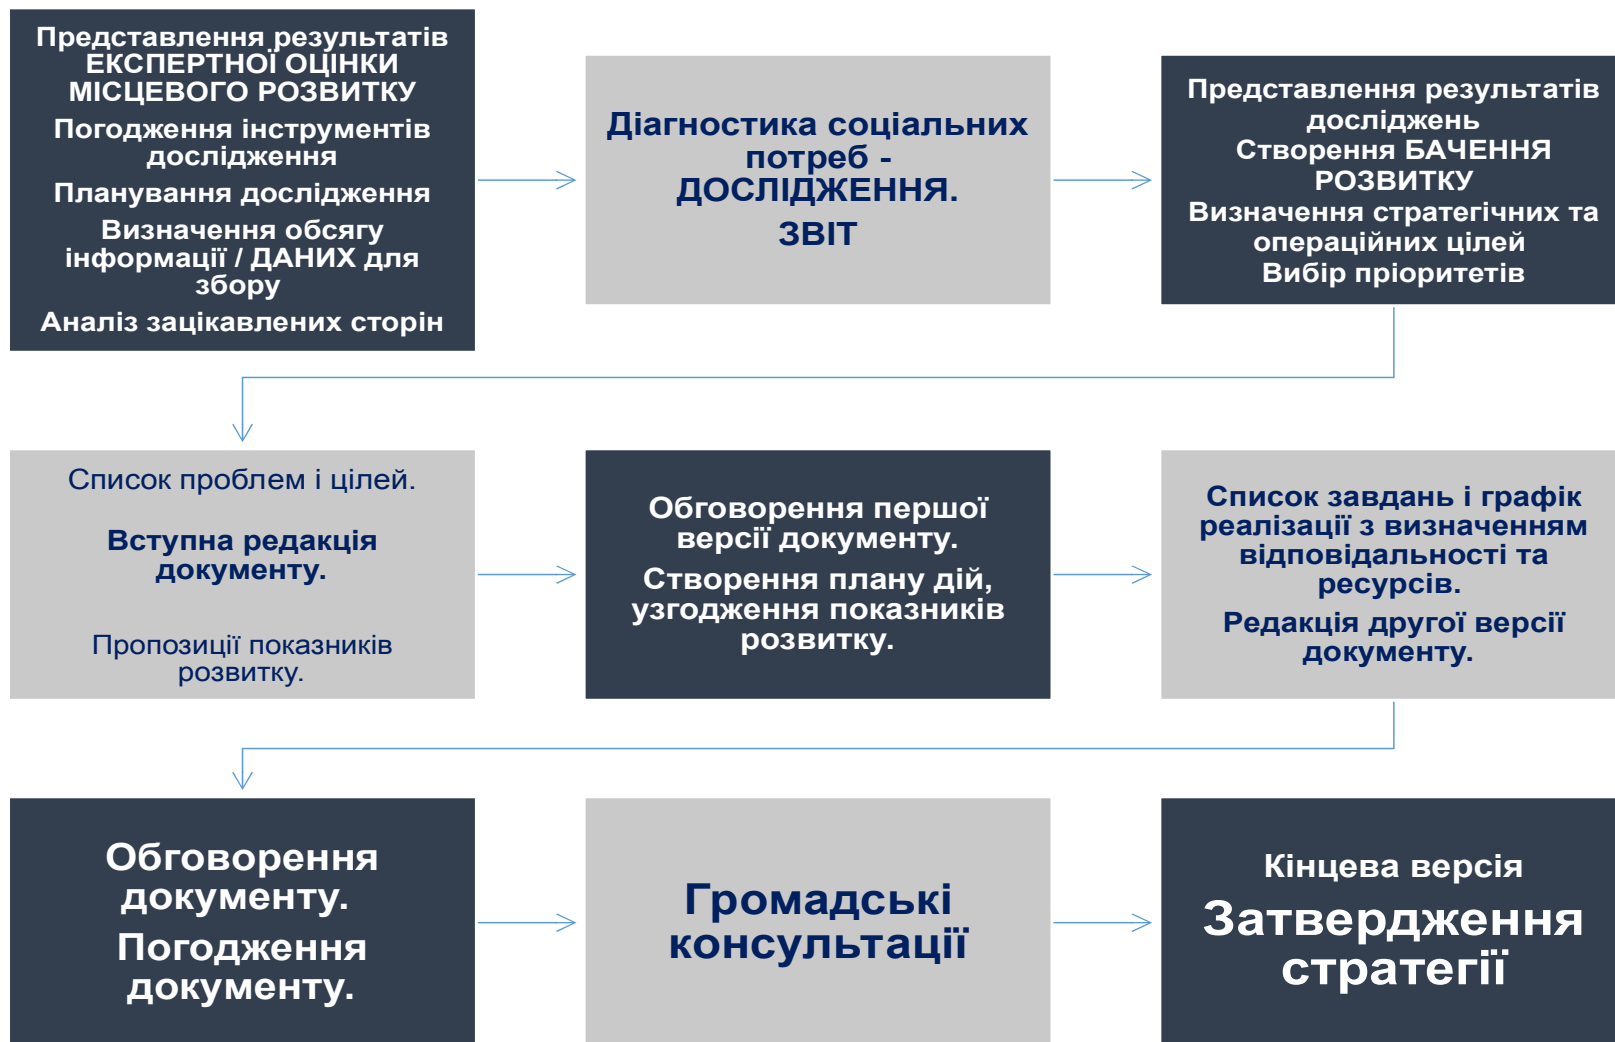 Представлення результатів
ЕКСПЕРТНОЇ ОЦІНКИ
МІСЦЕВОГО РОЗВИТКУ
Погодження інструментів
дослідження
Планування дослідження
Визначення обсягу
інформації / ДАНИХ для
збору
Аналіз зацікавлених сторін
Діагностика соціальних
потреб -
ДОСЛІДЖЕННЯ.
ЗВІТ
Представлення результатів
досліджень
Створення БАЧЕННЯ
РОЗВИТКУ
Визначення стратегічних та
операційних цілей
Вибір пріоритетів
Список проблем і цілей.
Вступна редакція
документу.
Пропозиції показників
розвитку.
Обговорення першої
версії документу.
Створення плану дій,
узгодження показників
розвитку.
Список завдань і графік
реалізації з визначенням
відповідальності та
ресурсів.
Редакція другої версії
документу.
Обговорення
документу.
Погодження
документу.
Громадські
консультації
Кінцева версія
Затвердження
стратегії